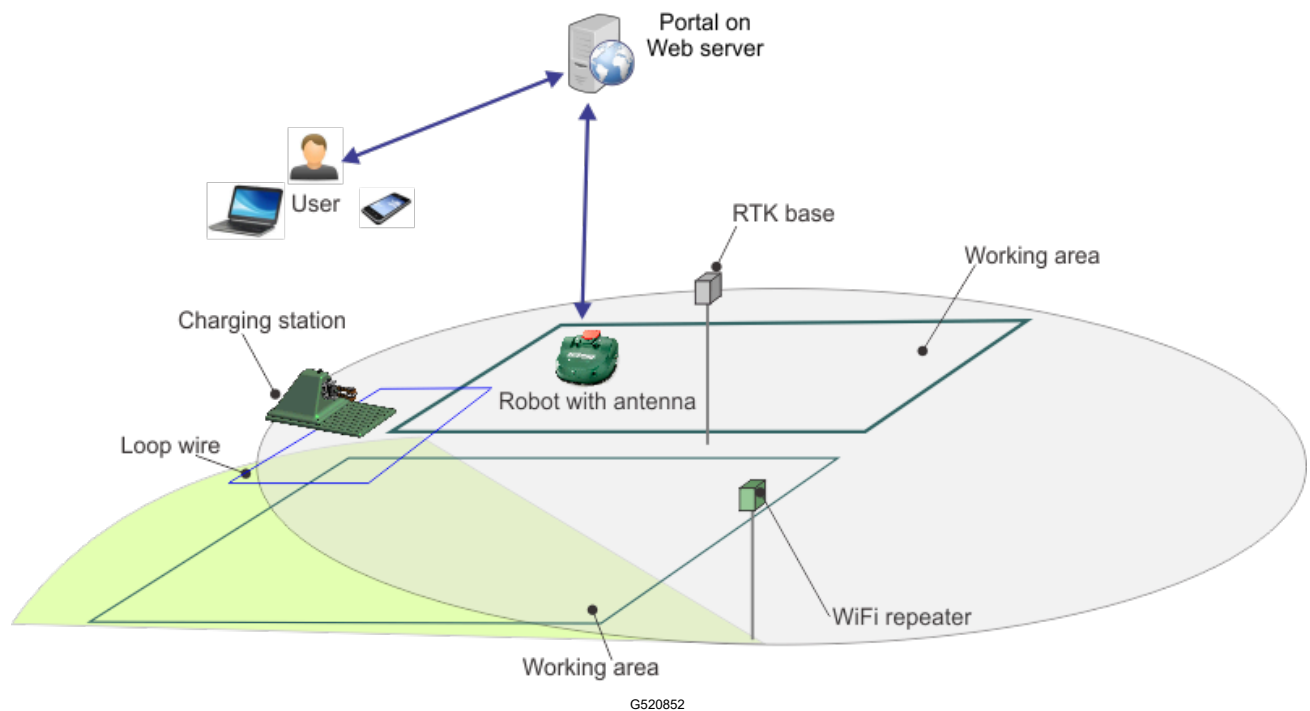 Portal on
Web server
User
RTK base
Working area
Charging station
Robot with antenna
Loop wire
WiFi repeater
Working area
G520852